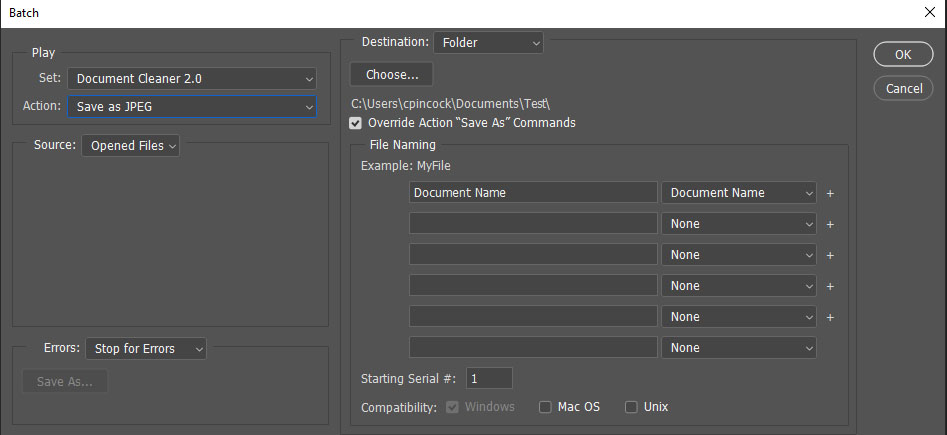 Batch
Play
Set: Document Cleaner 2.0
Action: Save as JPEG
Source: Opened Files
Errors: Stop for Errors
Save As...
Destination: Folder
Choose...
C:\Users\cpincock\Documents\Test\
Override Action “Save As” Commands
File Naming
Example: MyFile
Document Name Document Name +
None +
None +
None +
None +
None
Starting Serial #: 1
Compatibility: Windows Mac OS Unix
OK
Cancel